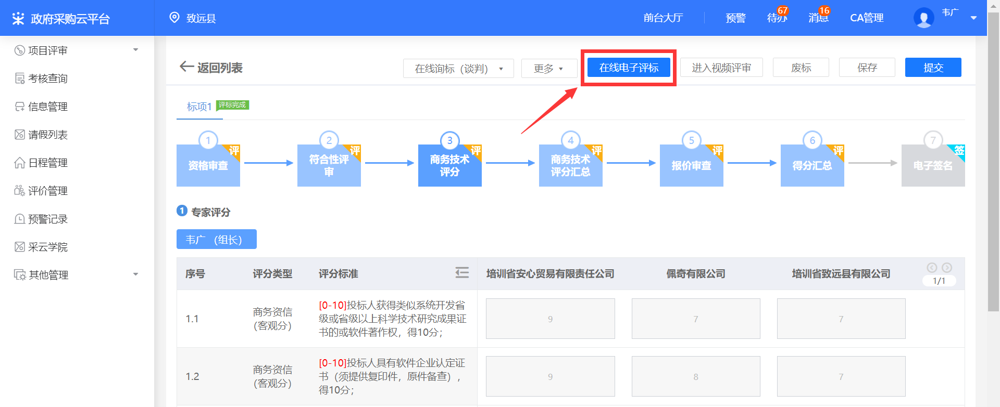 政府采购云平台
致远县
前台大厅
预警
待办
67
消息
16
CA管理
韦广
项目评审
考核查询
信息管理
请假列表
日程管理
评价管理
预警记录
采云学院
其他管理
返回列表
在线询标（谈判）
更多
在线电子评标
进入视频评审
废标
保存
提交
标项1
评标完成
1
评
资格审查
2
评
符合性评
审
3
评
商务技术
评分
4
评
商务技术
评分汇总
5
评
报价审查
6
评
得分汇总
7
签
电子签名
1 专家评分
韦广 （组长）
序号
评分类型
评分标准
培训省安心贸易有限责任公司
佩奇有限公司
培训省致远县有限公司
1/1
1.1
商务资信
(客观分)
[0-10]投标人获得类似系统开发省
级或省级以上科学技术研究成果证
书的或软件著作权，得10分；
9
7
7
1.2
商务资信
(客观分)
[0-10]投标人具有软件企业认定证
书（须提供复印件，原件备查），
得10分；
9
8
7